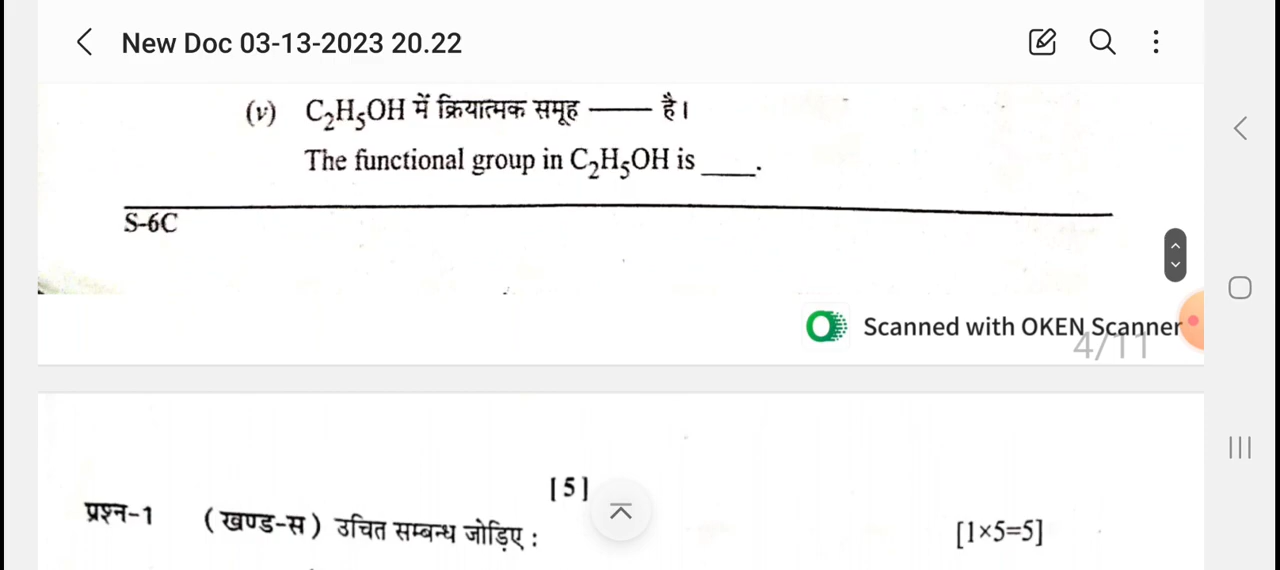 New Doc 03-13-2023 20.22
(v) C₂H₅OH में क्रियात्मक समूह —— है।
The functional group in C₂H₅OH is ____.
S-6C
Scanned with OKEN Scanner
4/11
[5]
प्रश्न-1 (खण्ड-स) उचित सम्बन्ध जोड़िए : [1×5=5]